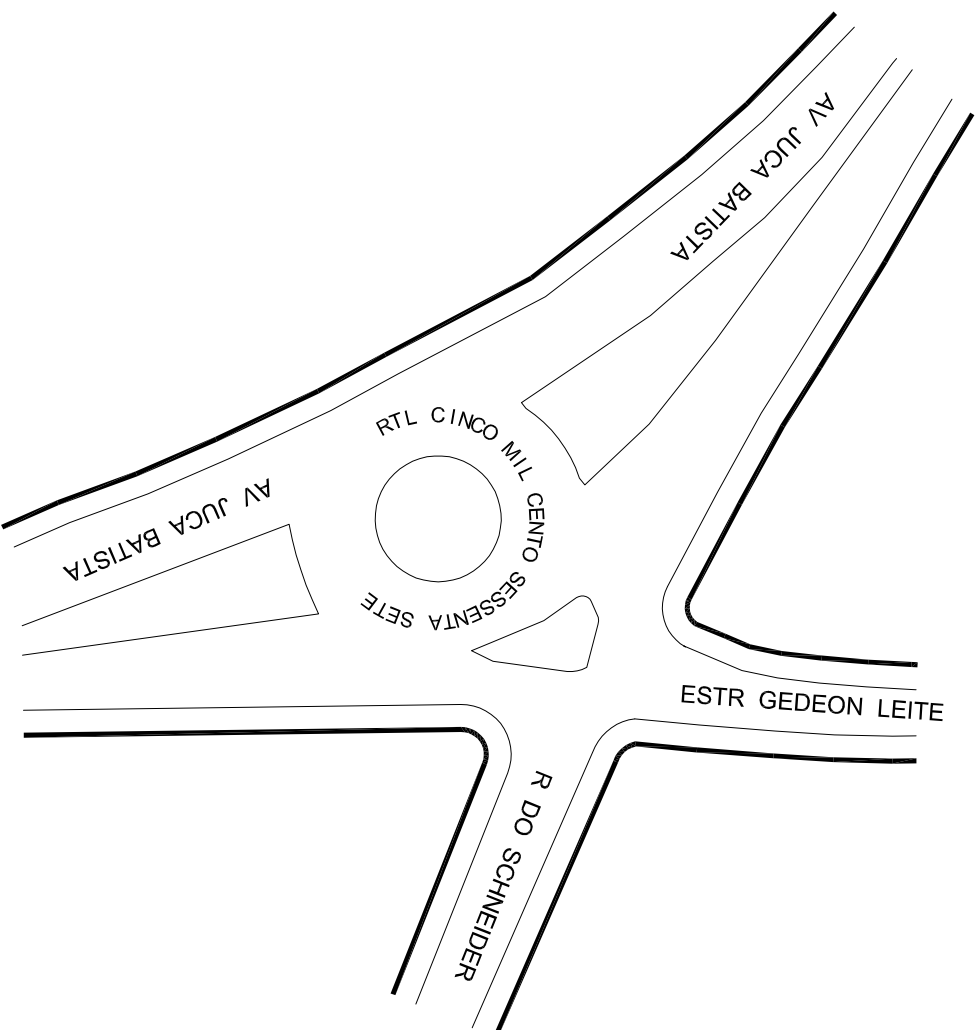 AV JUCA BATISTA
RTL CINCO MIL CENTO SESSENTA SETE
AV JUCA BATISTA
ESTR GEDEON LEITE
R DO SCHNEIDER